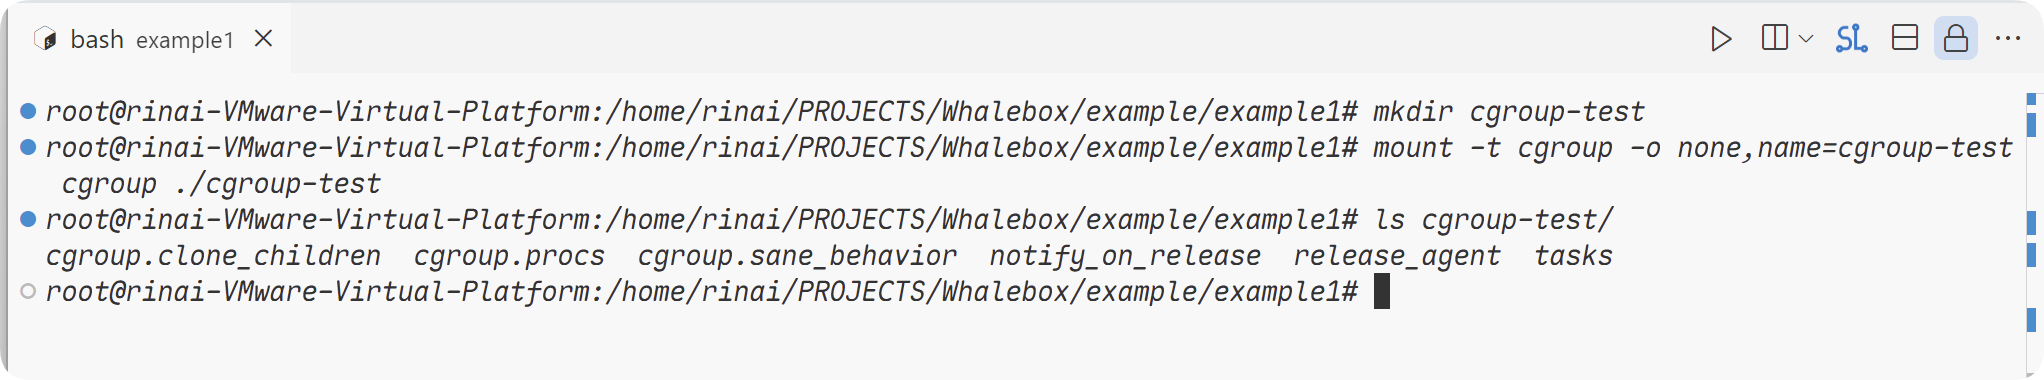 bash example1
root@rinai-VMware-Virtual-Platform:/home/rinai/PROJECTS/Whalebox/example/example1# mkdir cgroup-test
root@rinai-VMware-Virtual-Platform:/home/rinai/PROJECTS/Whalebox/example/example1# mount -t cgroup -o none,name=cgroup-test
cgroup ./cgroup-test
root@rinai-VMware-Virtual-Platform:/home/rinai/PROJECTS/Whalebox/example/example1# ls cgroup-test/
cgroup.clone_children  cgroup.procs  cgroup.sane_behavior  notify_on_release  release_agent  tasks
root@rinai-VMware-Virtual-Platform:/home/rinai/PROJECTS/Whalebox/example/example1#